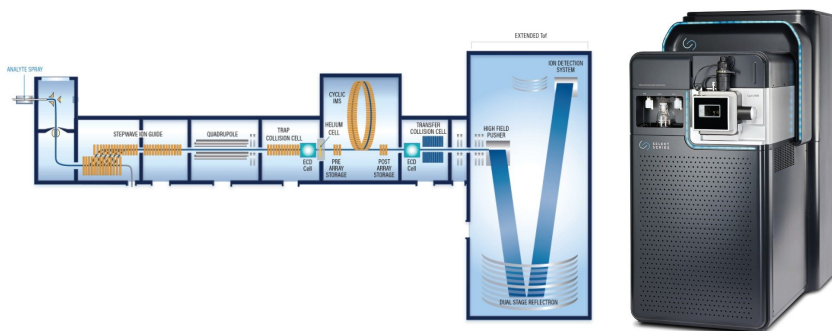 EXTENDED Tof
ANALYTE SPRAY
ION DETECTION
SYSTEM
CYCLIC
IMS
HELIUM
CELL
STEPWAVE ION GUIDE
QUADRUPOLE
TRAP
COLLISION CELL
TRANSFER
COLLISION CELL
HIGH FIELD
PUSHER
ECD
Cell
PRE
ARRAY
STORAGE
POST
ARRAY
STORAGE
ECD
Cell
DUAL STAGE REFLECTRON
SELECT
SERIES